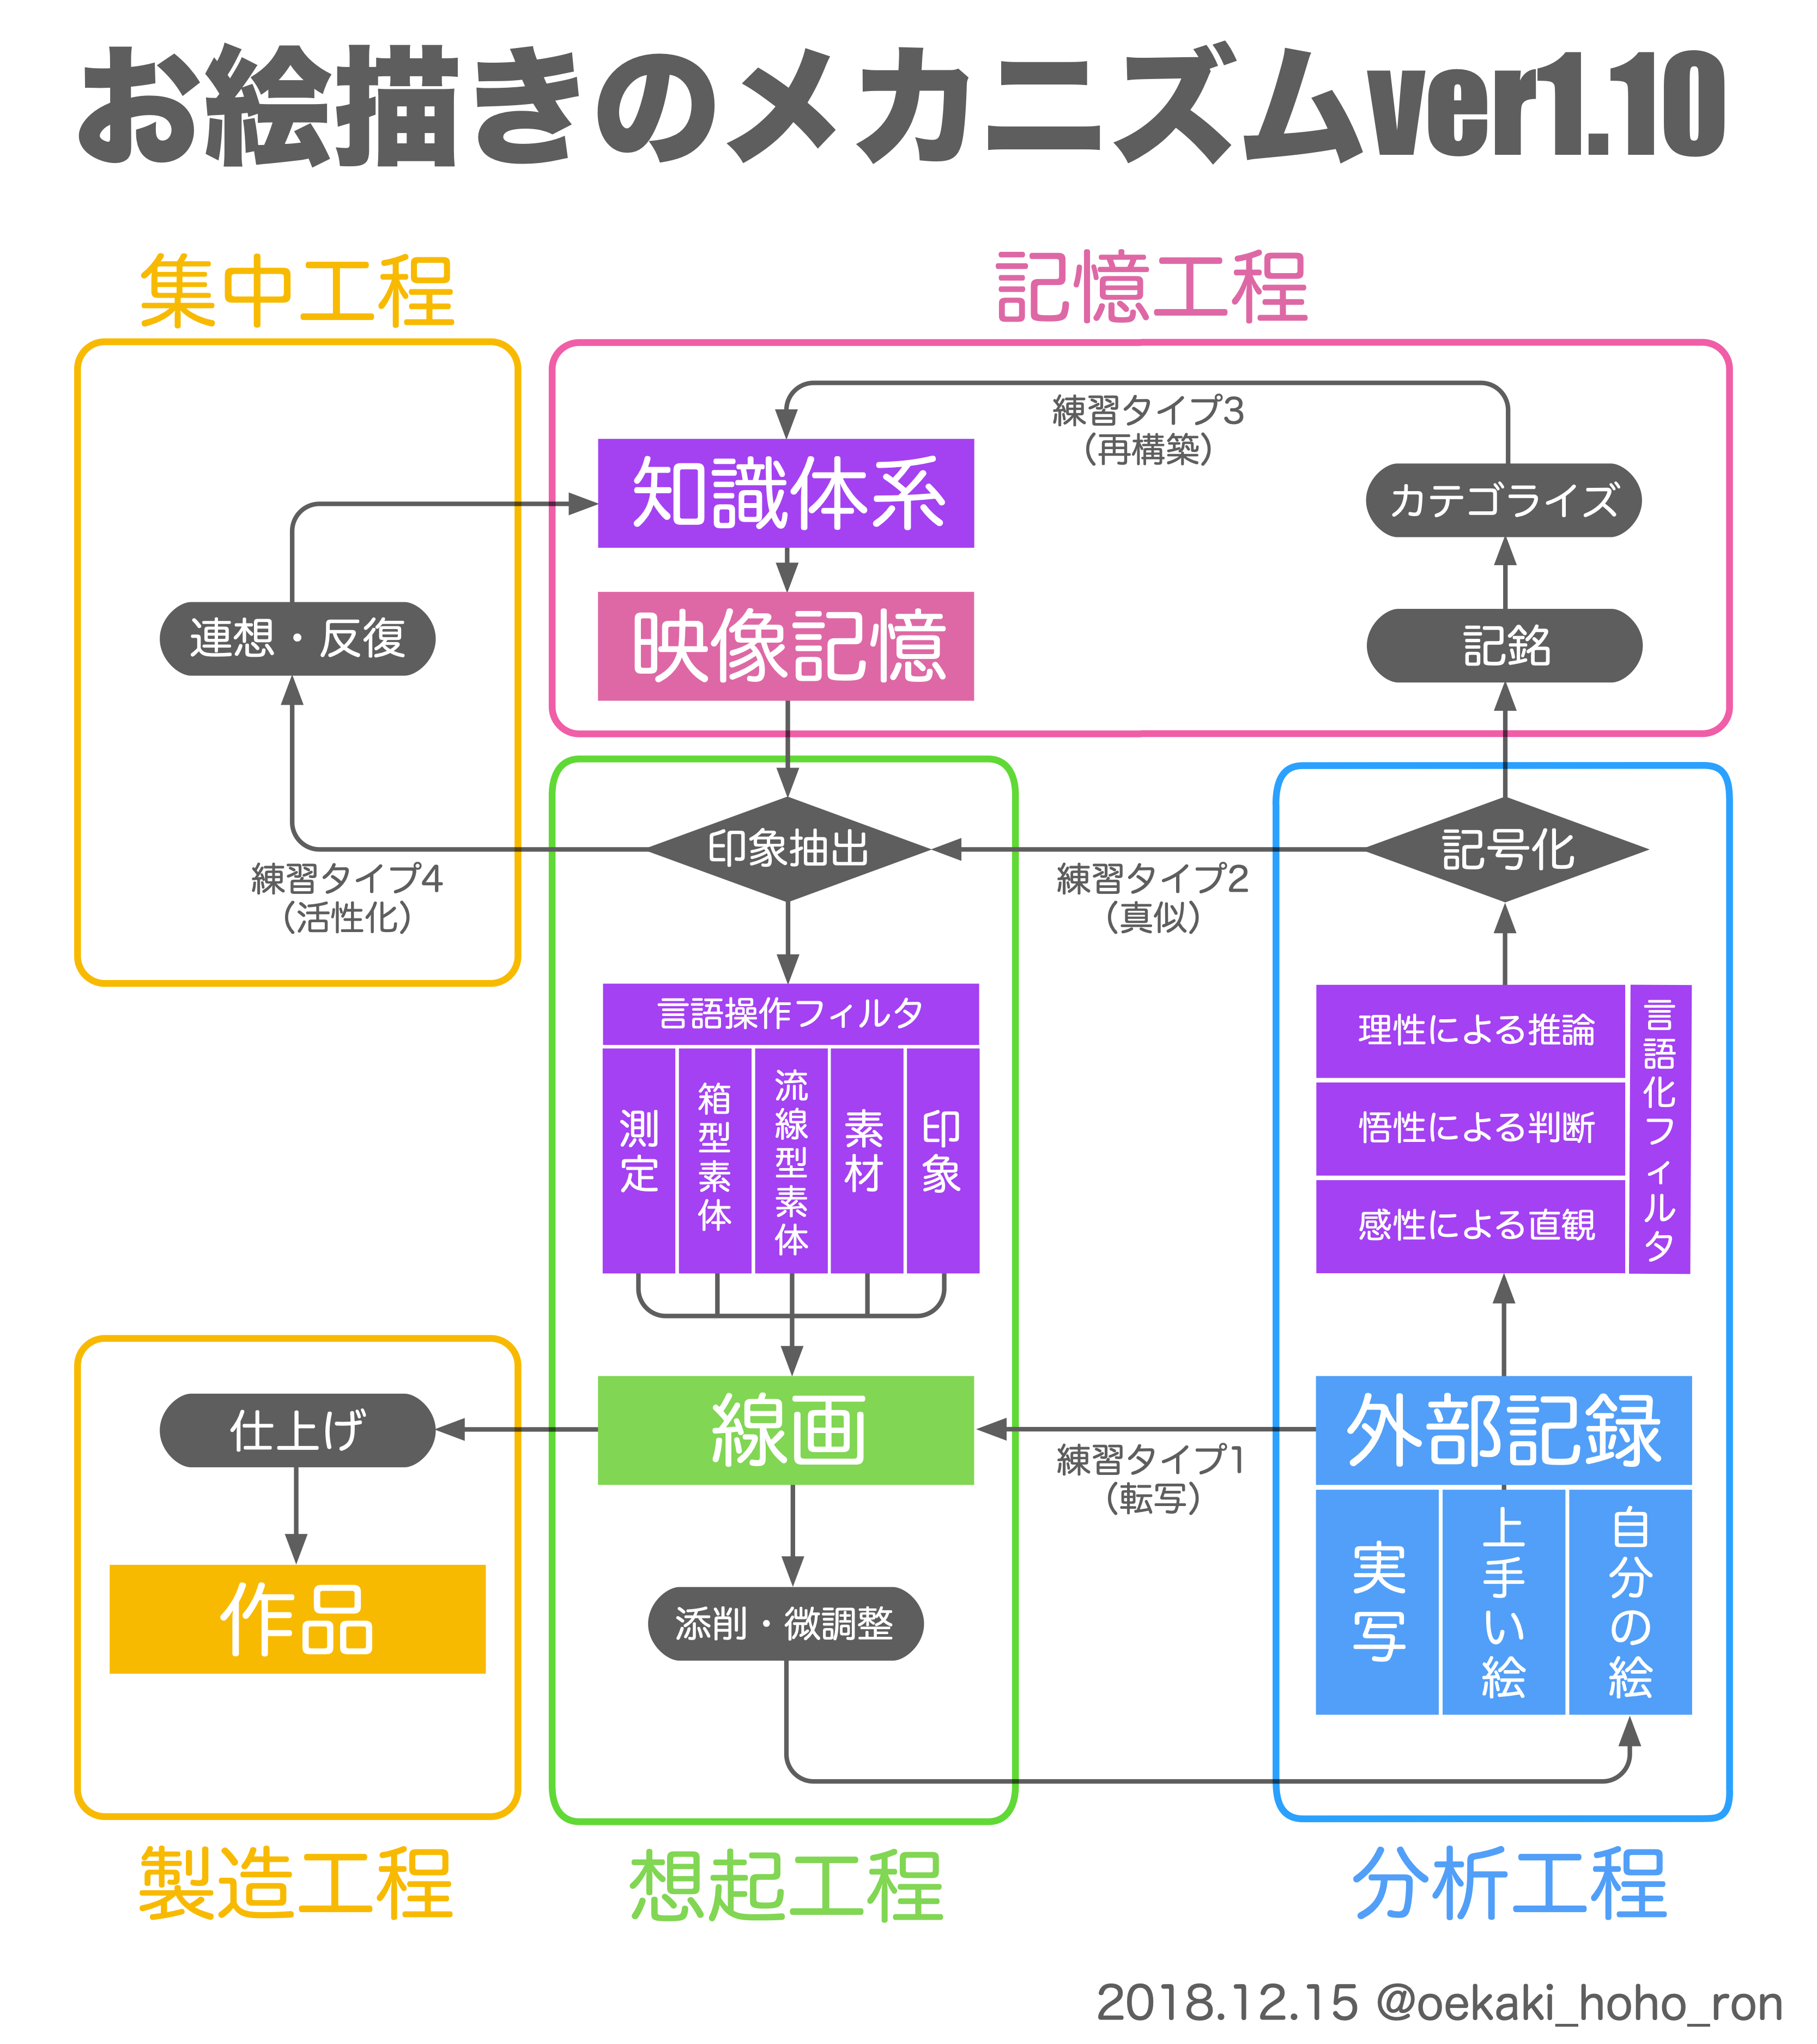 お絵描きのメカニズムver1.10
集中工程
記憶工程
練習タイプ3
（再構築）
知識体系
カテゴライズ
連想・反復
映像記憶
記銘
印象抽出
記号化
練習タイプ4
（活性化）
練習タイプ2
（真似）
言語操作フィルタ
測定
箱型素体
流線型素体
素材
印象
理性による推論
悟性による判断
感性による直観
言語化フィルタ
仕上げ
線画
外部記録
練習タイプ1
（転写）
実写
上手い絵
自分の絵
作品
添削・微調整
製造工程
想起工程
分析工程
2018.12.15 @oekaki_hoho_ron